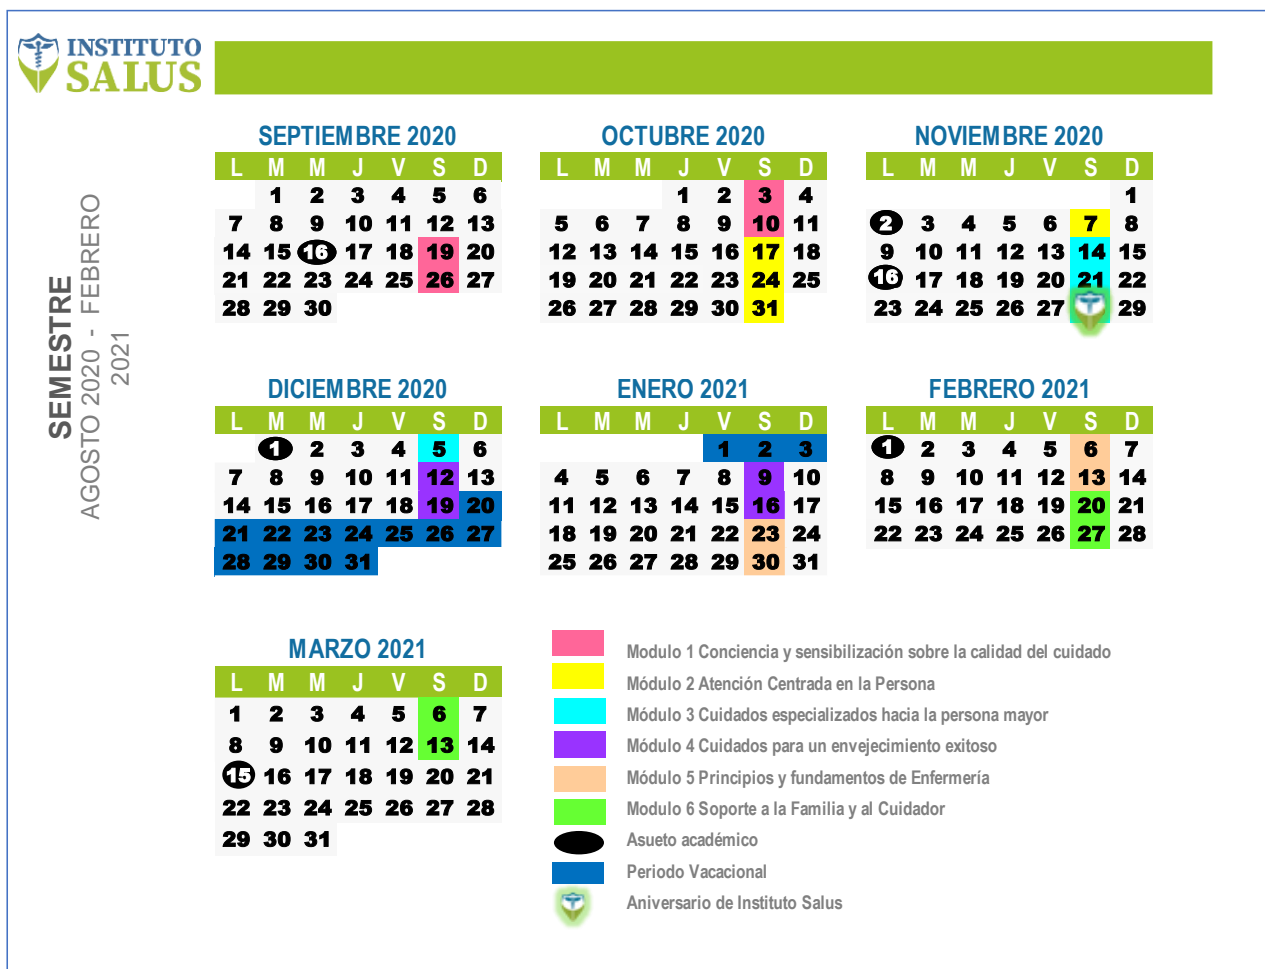 INSTITUTO
SALUS
SEMESTRE
AGOSTO 2020 - FEBRERO
2021
SEPTIEMBRE 2020
L M M J V S D
1 2 3 4 5 6
7 8 9 10 11 12 13
14 15 16 17 18 19 20
21 22 23 24 25 26 27
28 29 30
OCTUBRE 2020
L M M J V S D
1 2 3 4
5 6 7 8 9 10 11
12 13 14 15 16 17 18
19 20 21 22 23 24 25
26 27 28 29 30 31
NOVIEMBRE 2020
L M M J V S D
1
2 3 4 5 6 7 8
9 10 11 12 13 14 15
16 17 18 19 20 21 22
23 24 25 26 27 29
DICIEMBRE 2020
L M M J V S D
1 2 3 4 5 6
7 8 9 10 11 12 13
14 15 16 17 18 19 20
21 22 23 24 25 26 27
28 29 30 31
ENERO 2021
L M M J V S D
1 2 3
4 5 6 7 8 9 10
11 12 13 14 15 16 17
18 19 20 21 22 23 24
25 26 27 28 29 30 31
FEBRERO 2021
L M M J V S D
1 2 3 4 5 6 7
8 9 10 11 12 13 14
15 16 17 18 19 20 21
22 23 24 25 26 27 28
MARZO 2021
L M M J V S D
1 2 3 4 5 6 7
8 9 10 11 12 13 14
15 16 17 18 19 20 21
22 23 24 25 26 27 28
29 30 31
Modulo 1 Conciencia y sensibilización sobre la calidad del cuidado
Módulo 2 Atención Centrada en la Persona
Módulo 3 Cuidados especializados hacia la persona mayor
Módulo 4 Cuidados para un envejecimiento exitoso
Módulo 5 Principios y fundamentos de Enfermería
Modulo 6 Soporte a la Familia y al Cuidador
Asueto académico
Periodo Vacacional
Aniversario de Instituto Salus